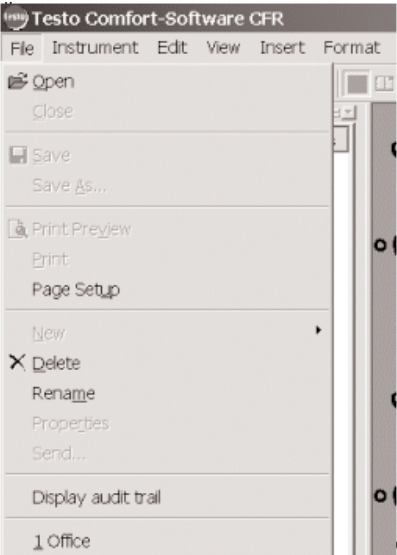 testo Testo Comfort-Software CFR
File Instrument Edit View Insert Format
Open
Close
Save
Save As...
Print Preview
Print
Page Setup
New
Delete
Rename
Properties
Send...
Display audit trail
1 Office